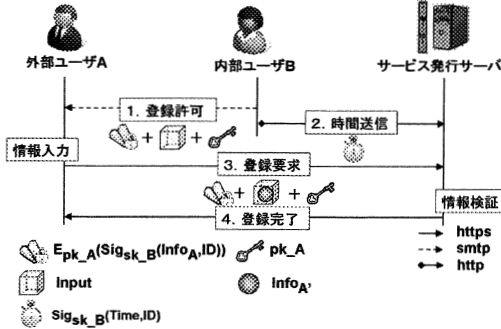 外部ユーザA
内部ユーザB
サービス発行サーバ
1. 登録許可
2. 時間送信
情報入力
3. 登録要求
情報検証
4. 登録完了
E_pk_A(Sig_sk_B(Info_A,ID))
pk_A
Input
Info_A'
Sig_sk_B(Time,ID)
https
smtp
http